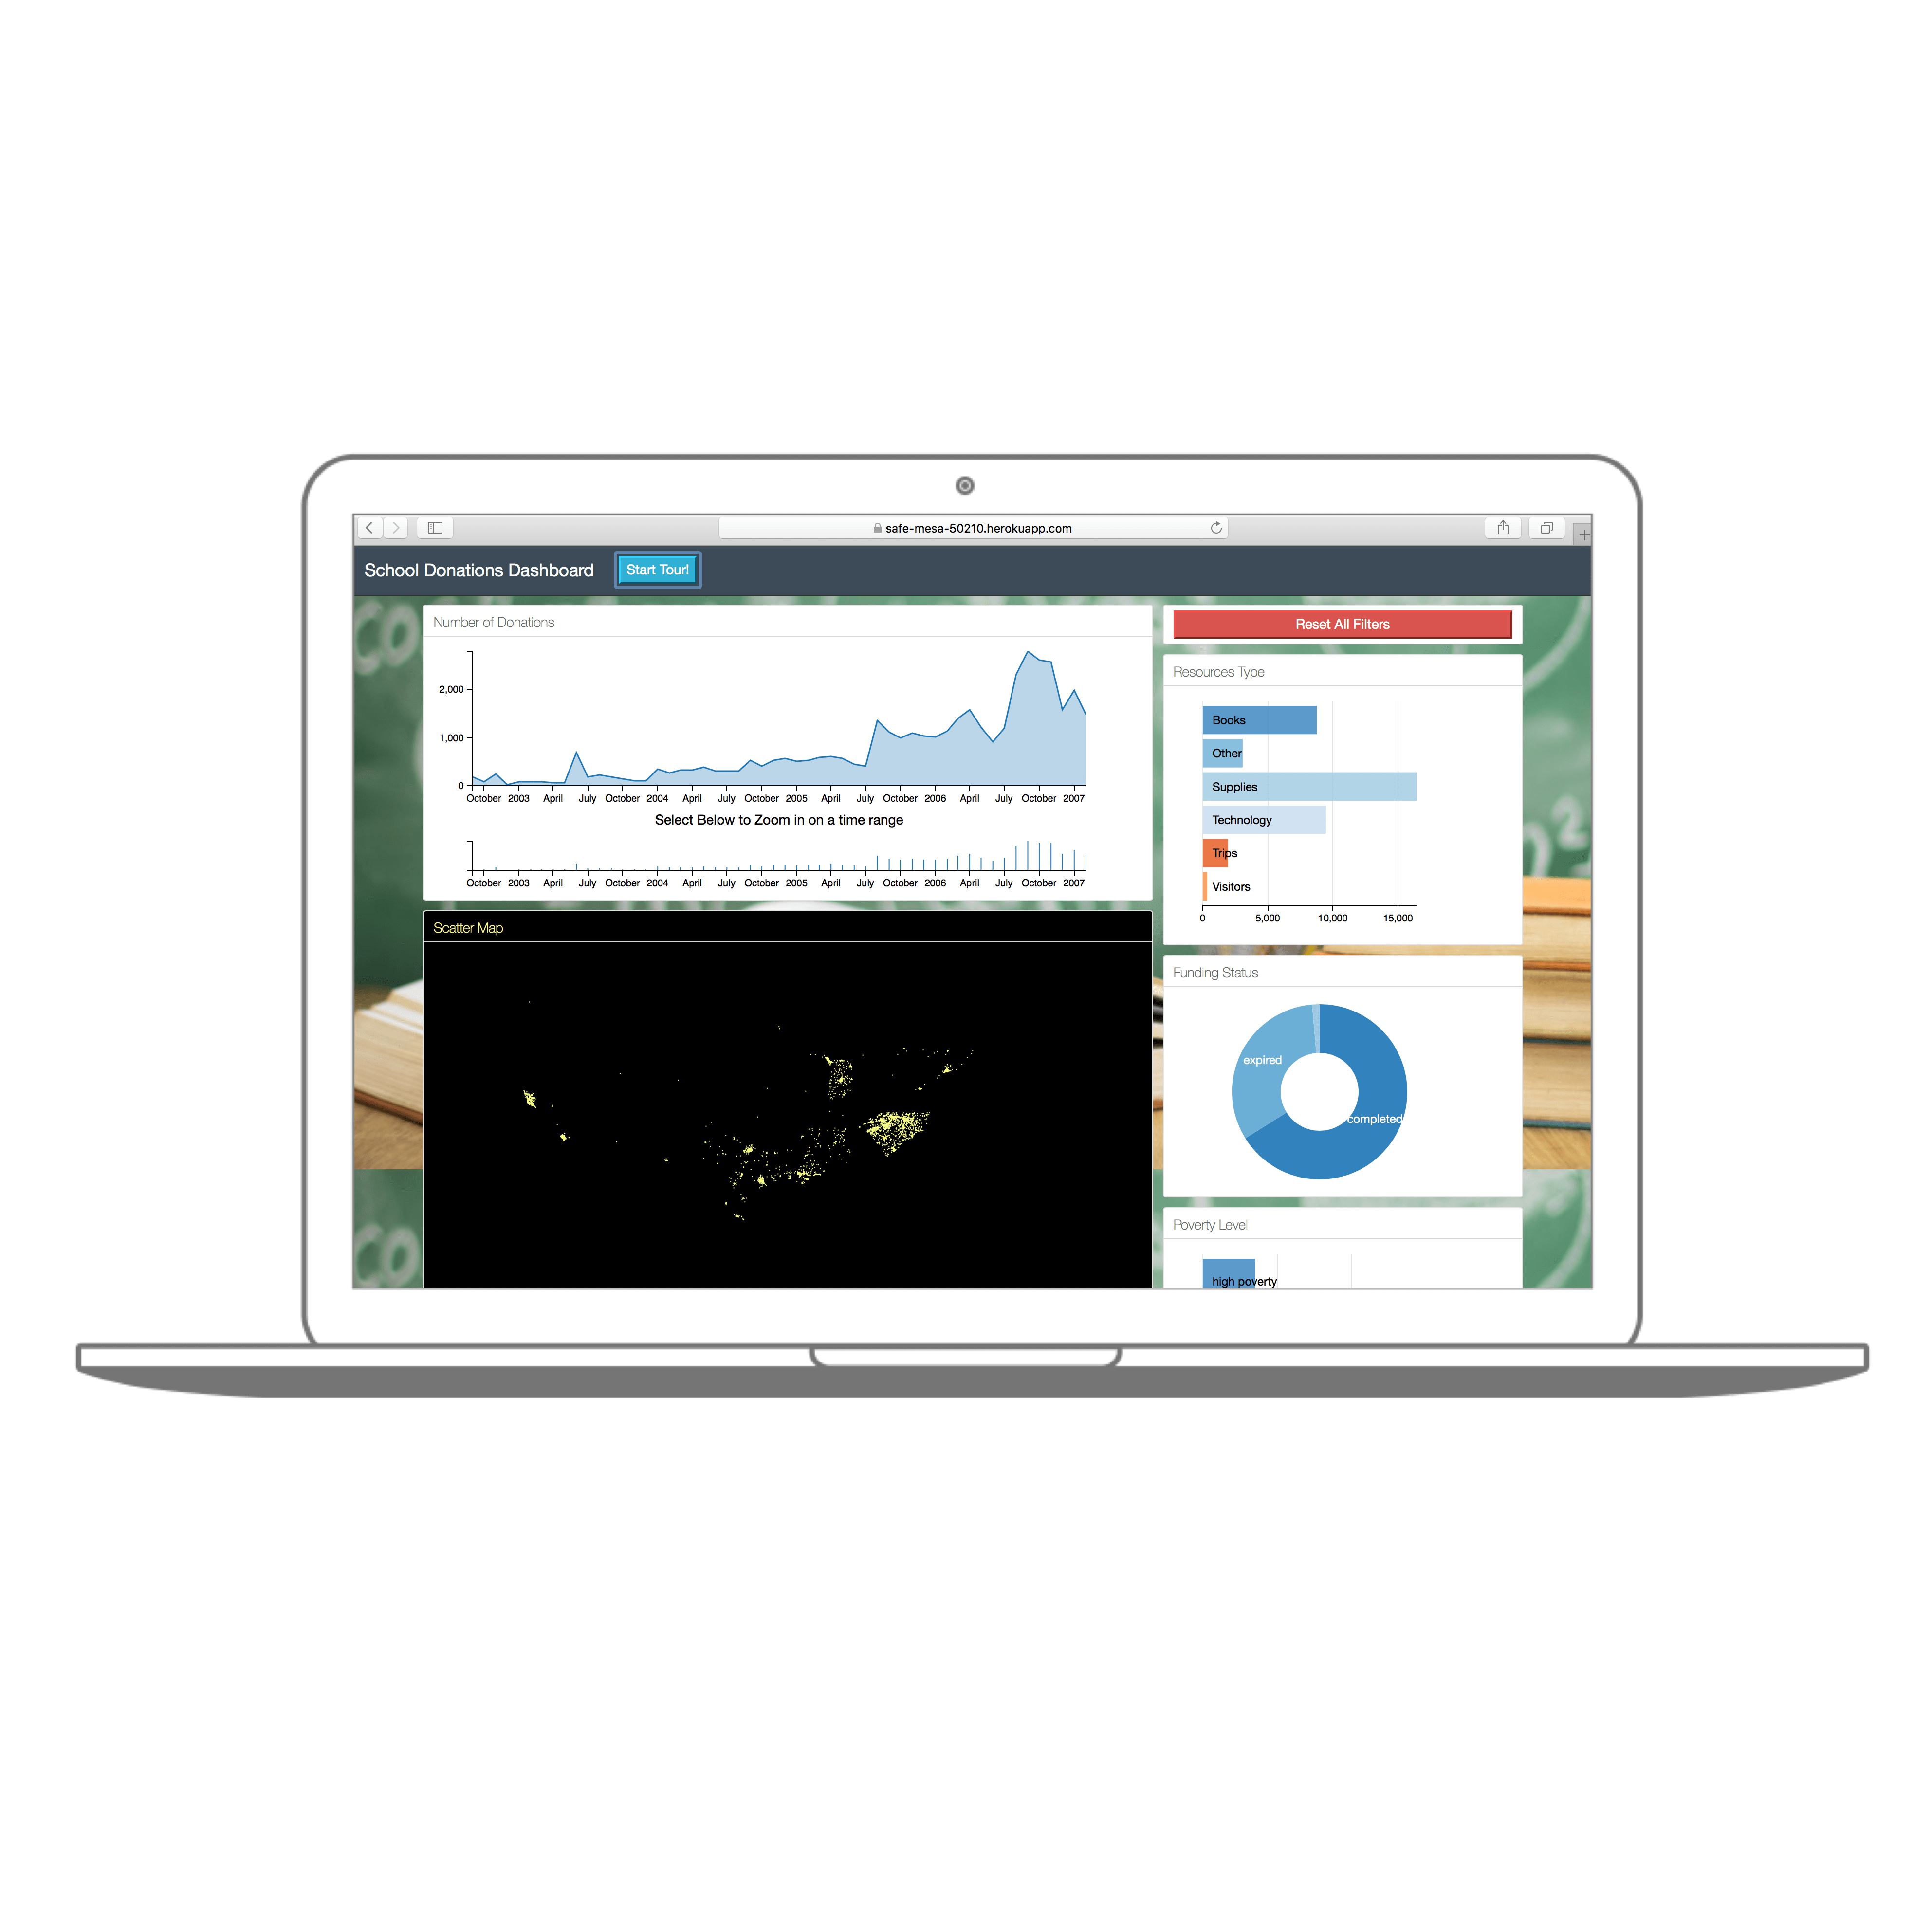 safe-mesa-50210.herokuapp.com
School Donations Dashboard
Start Tour!
Number of Donations
2,000
1,000
0
October 2003 April July October 2004 April July October 2005 April July October 2006 April July October 2007
Select Below to Zoom in on a time range
October 2003 April July October 2004 April July October 2005 April July October 2006 April July October 2007
Scatter Map
Reset All Filters
Resources Type
Books
Other
Supplies
Technology
Trips
Visitors
0 5,000 10,000 15,000
Funding Status
expired
completed
Poverty Level
high poverty